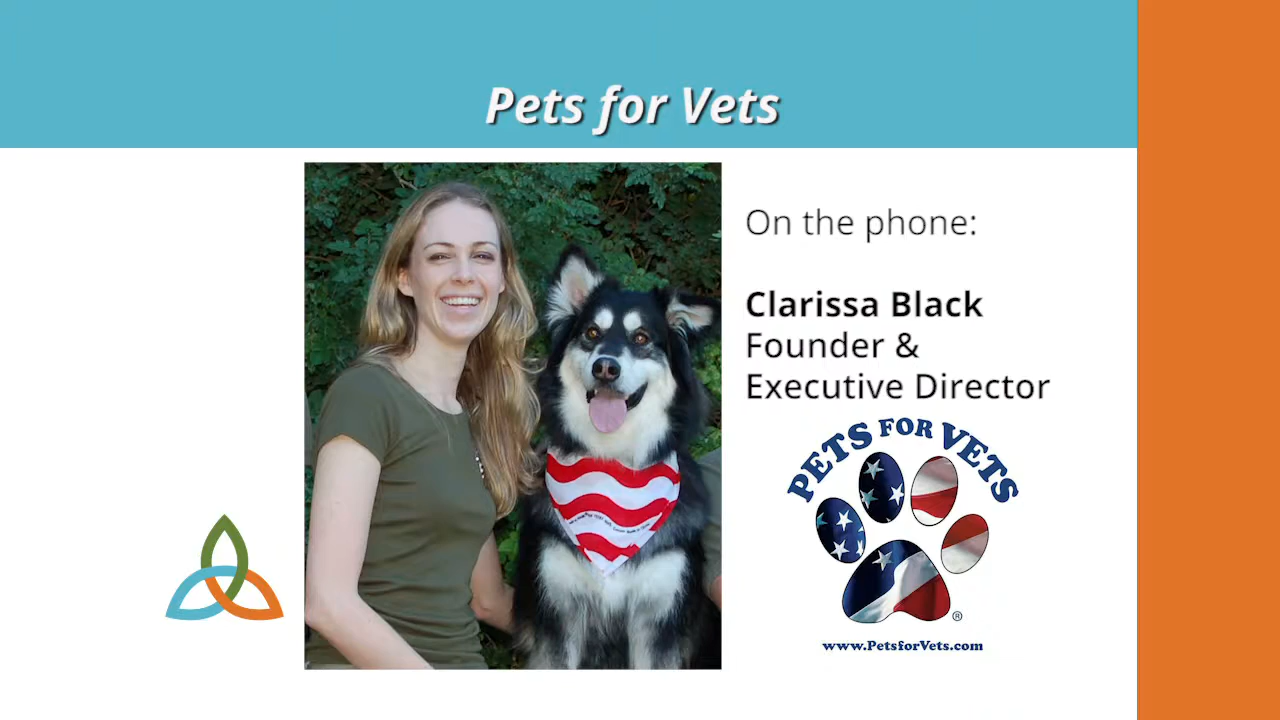 Pets for Vets
On the phone:
Clarissa Black
Founder &
Executive Director
PETS FOR VETS
®
www.PetsforVets.com